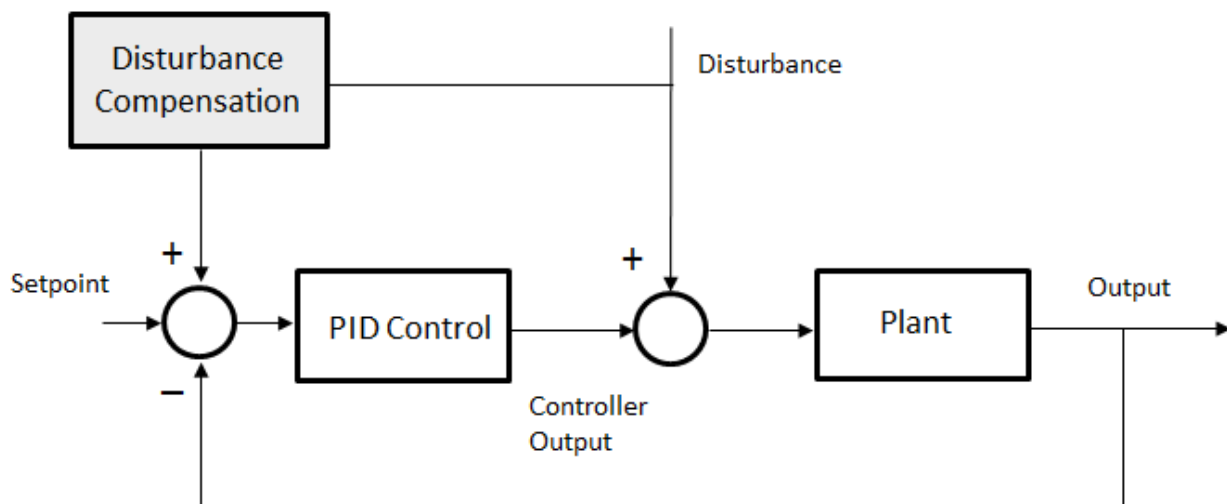 Disturbance
Compensation
Disturbance
+
+
Setpoint
PID Control
Plant
Output
−
Controller
Output